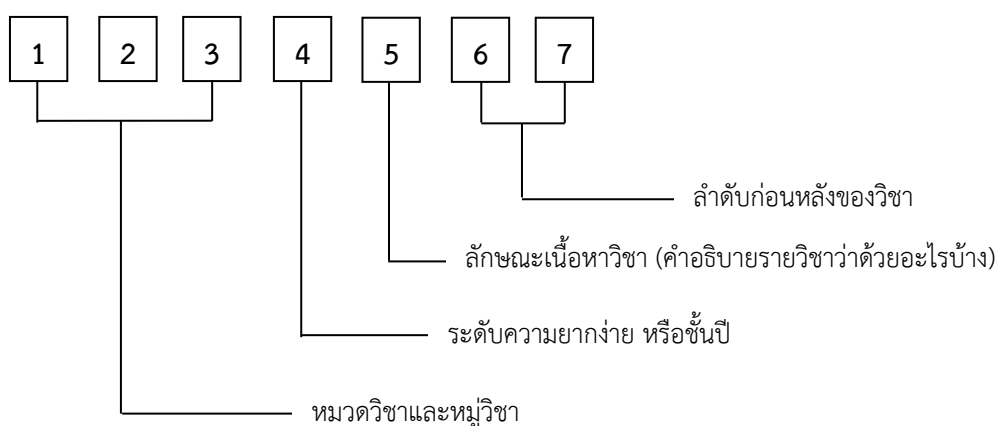 1 2 3 4 5 6 7
ลำดับก่อนหลังของวิชา
ลักษณะเนื้อหาวิชา (คำอธิบายรายวิชาว่าด้วยอะไรบ้าง)
ระดับความยากง่าย หรือชั้นปี
หมวดวิชาและหมู่วิชา